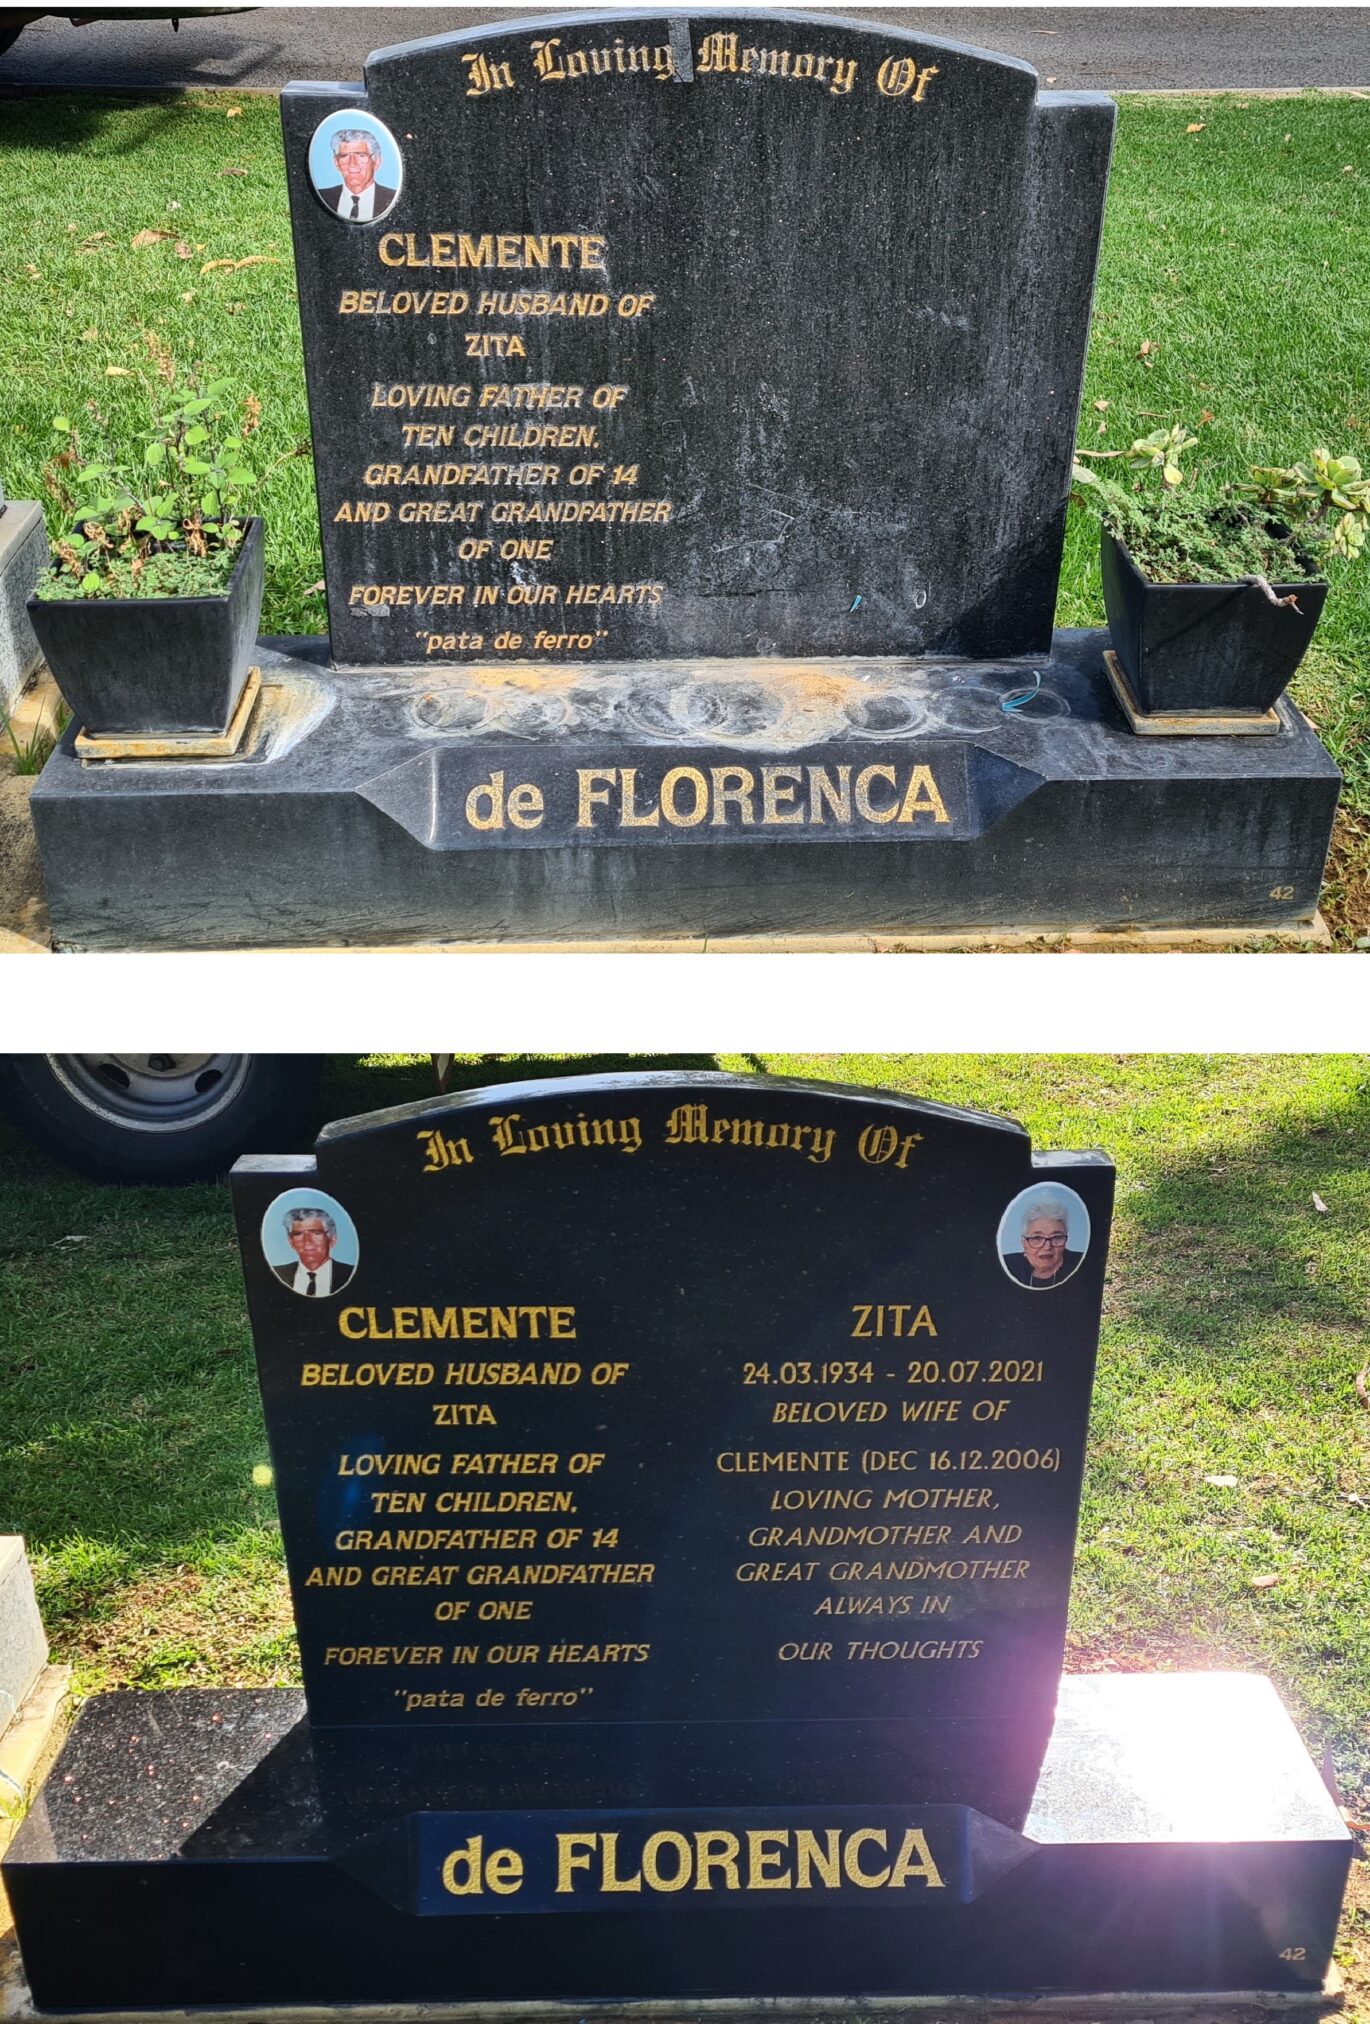 In Loving Memory Of
CLEMENTE
BELOVED HUSBAND OF
ZITA
LOVING FATHER OF
TEN CHILDREN,
GRANDFATHER OF 14
AND GREAT GRANDFATHER
OF ONE
FOREVER IN OUR HEARTS
"pata de ferro"
de FLORENCA
42
In Loving Memory Of
CLEMENTE
BELOVED HUSBAND OF
ZITA
LOVING FATHER OF
TEN CHILDREN,
GRANDFATHER OF 14
AND GREAT GRANDFATHER
OF ONE
FOREVER IN OUR HEARTS
"pata de ferro"
ZITA
24.03.1934 - 20.07.2021
BELOVED WIFE OF
CLEMENTE (DEC 16.12.2006)
LOVING MOTHER,
GRANDMOTHER AND
GREAT GRANDMOTHER
ALWAYS IN
OUR THOUGHTS
de FLORENCA
42